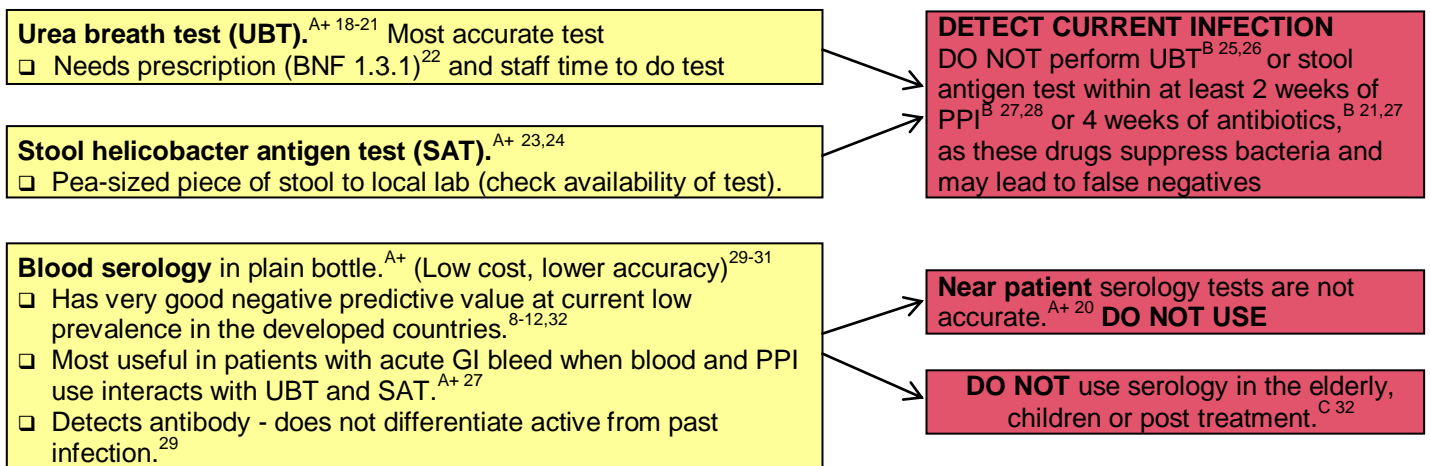 Urea breath test (UBT).A+ 18-21 Most accurate test
❑ Needs prescription (BNF 1.3.1)22 and staff time to do test
Stool helicobacter antigen test (SAT).A+ 23,24
❑ Pea-sized piece of stool to local lab (check availability of test).
DETECT CURRENT INFECTION
DO NOT perform UBTB 25,26 or stool
antigen test within at least 2 weeks of
PPIB 27,28 or 4 weeks of antibiotics,B 21,27
as these drugs suppress bacteria and
may lead to false negatives
Blood serology in plain bottle.A+ (Low cost, lower accuracy)29-31
❑ Has very good negative predictive value at current low
prevalence in the developed countries.8-12,32
❑ Most useful in patients with acute GI bleed when blood and PPI
use interacts with UBT and SAT.A+ 27
❑ Detects antibody - does not differentiate active from past
infection.29
Near patient serology tests are not
accurate.A+ 20 DO NOT USE
DO NOT use serology in the elderly,
children or post treatment.C 32